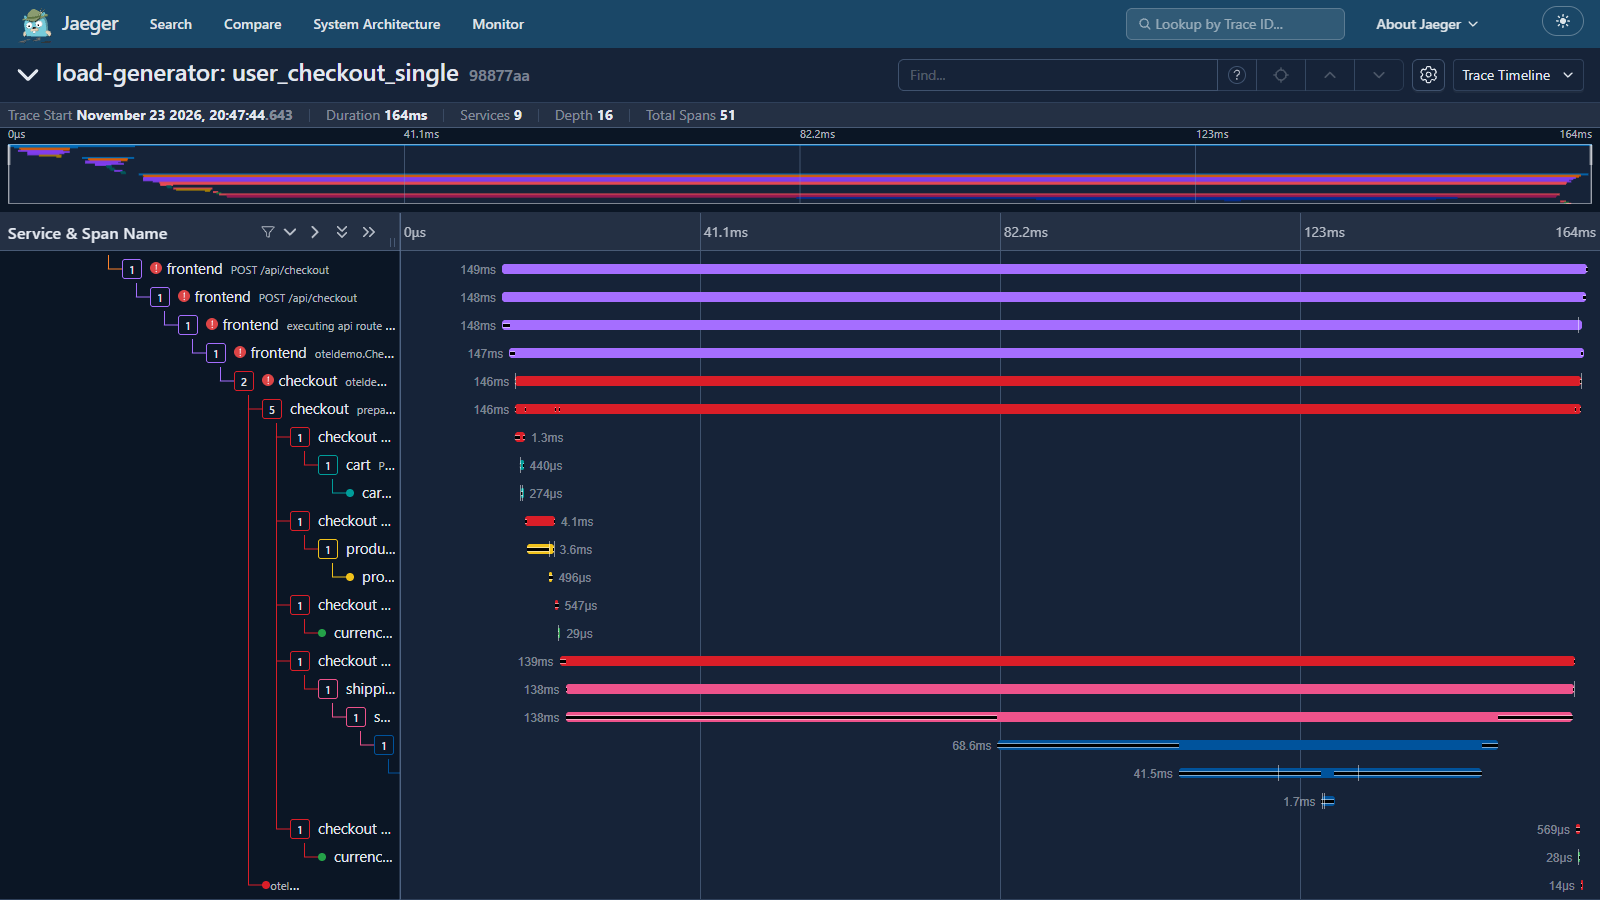 Jaeger Search Compare System Architecture Monitor Lookup by Trace ID... About Jaeger
load-generator: user_checkout_single 98877aa Find... ? Trace Timeline
Trace Start November 23 2026, 20:47:44.643 Duration 164ms Services 9 Depth 16 Total Spans 51
0μs 41.1ms 82.2ms 123ms 164ms
Service & Span Name 0μs 41.1ms 82.2ms 123ms 164ms
1 frontend POST /api/checkout 149ms
1 frontend POST /api/checkout 148ms
1 frontend executing api route ... 148ms
1 frontend oteldemo.Che... 147ms
2 checkout otelde... 146ms
5 checkout prepa... 146ms
1 checkout ... 1.3ms
1 cart P... 440μs
car... 274μs
1 checkout ... 4.1ms
1 produ... 3.6ms
pro... 496μs
1 checkout ... 547μs
currenc... 29μs
1 checkout ... 139ms
1 shippi... 138ms
1 s... 138ms
1 68.6ms
41.5ms
1.7ms
1 checkout ... 569μs
currenc... 28μs
otel... 14μs